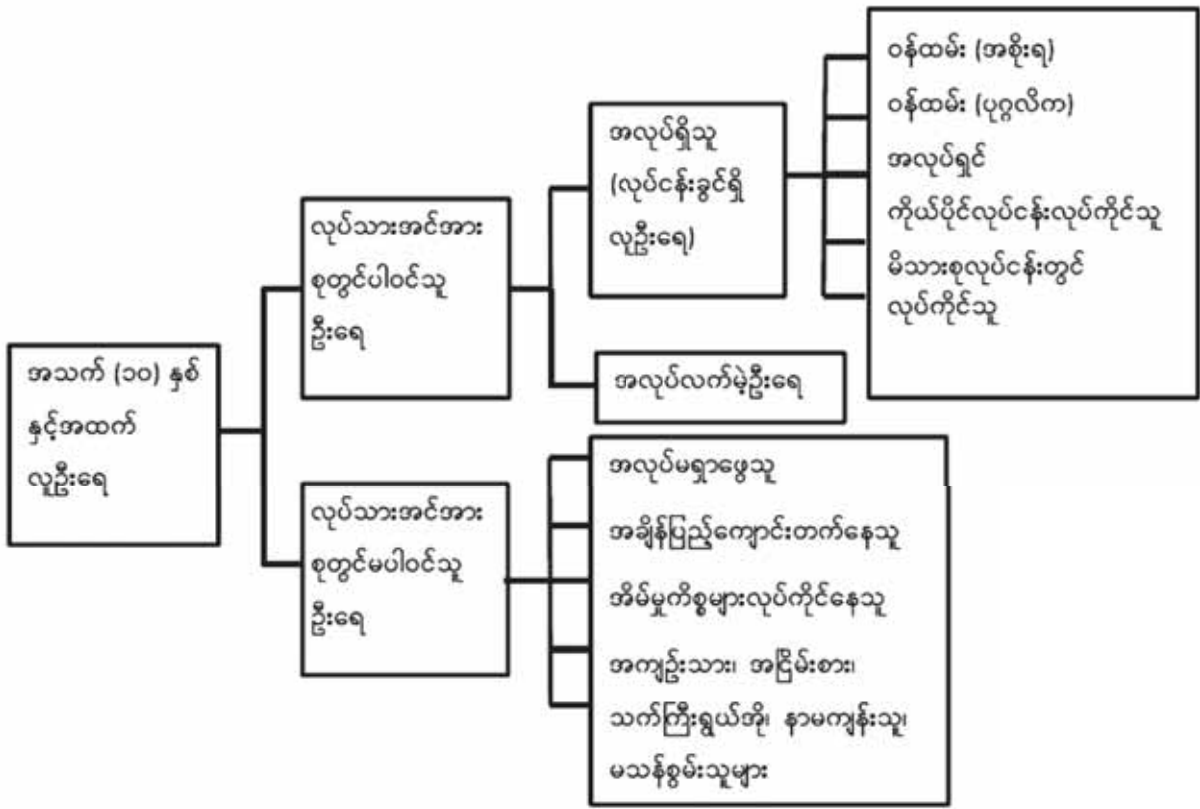 အသက် (၁၀) နှစ်
နှင့်အထက်
လူဦးရေ
လုပ်သားအင်အား
စုတွင်ပါဝင်သူ
ဦးရေ
လုပ်သားအင်အား
စုတွင်မပါဝင်သူ
ဦးရေ
အလုပ်ရှိသူ
(လုပ်ငန်းခွင်ရှိ
လူဦးရေ)
အလုပ်လက်မဲ့ဦးရေ
ဝန်ထမ်း (အစိုးရ)
ဝန်ထမ်း (ပုဂ္ဂလိက)
အလုပ်ရှင်
ကိုယ်ပိုင်လုပ်ငန်းလုပ်ကိုင်သူ
မိသားစုလုပ်ငန်းတွင်
လုပ်ကိုင်သူ
အလုပ်မရှာဖွေသူ
အချိန်ပြည့်ကျောင်းတက်နေသူ
အိမ်မှုကိစ္စများလုပ်ကိုင်နေသူ
အကျဉ်းသား၊ အငြိမ်းစား၊
သက်ကြီးရွယ်အို၊ နာမကျန်းသူ၊
မသန်စွမ်းသူများ